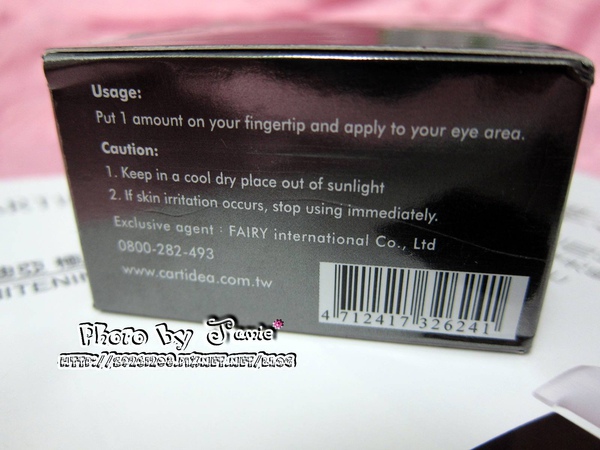 Usage:
Put 1 amount on your fingertip and apply to your eye area.
Caution:
1. Keep in a cool dry place out of sunlight
2. If skin irritation occurs, stop using immediately.
Exclusive agent : FAIRY international Co., Ltd
0800-282-493
www.cartidea.com.tw
4 712417 326241
Photo by Jamie